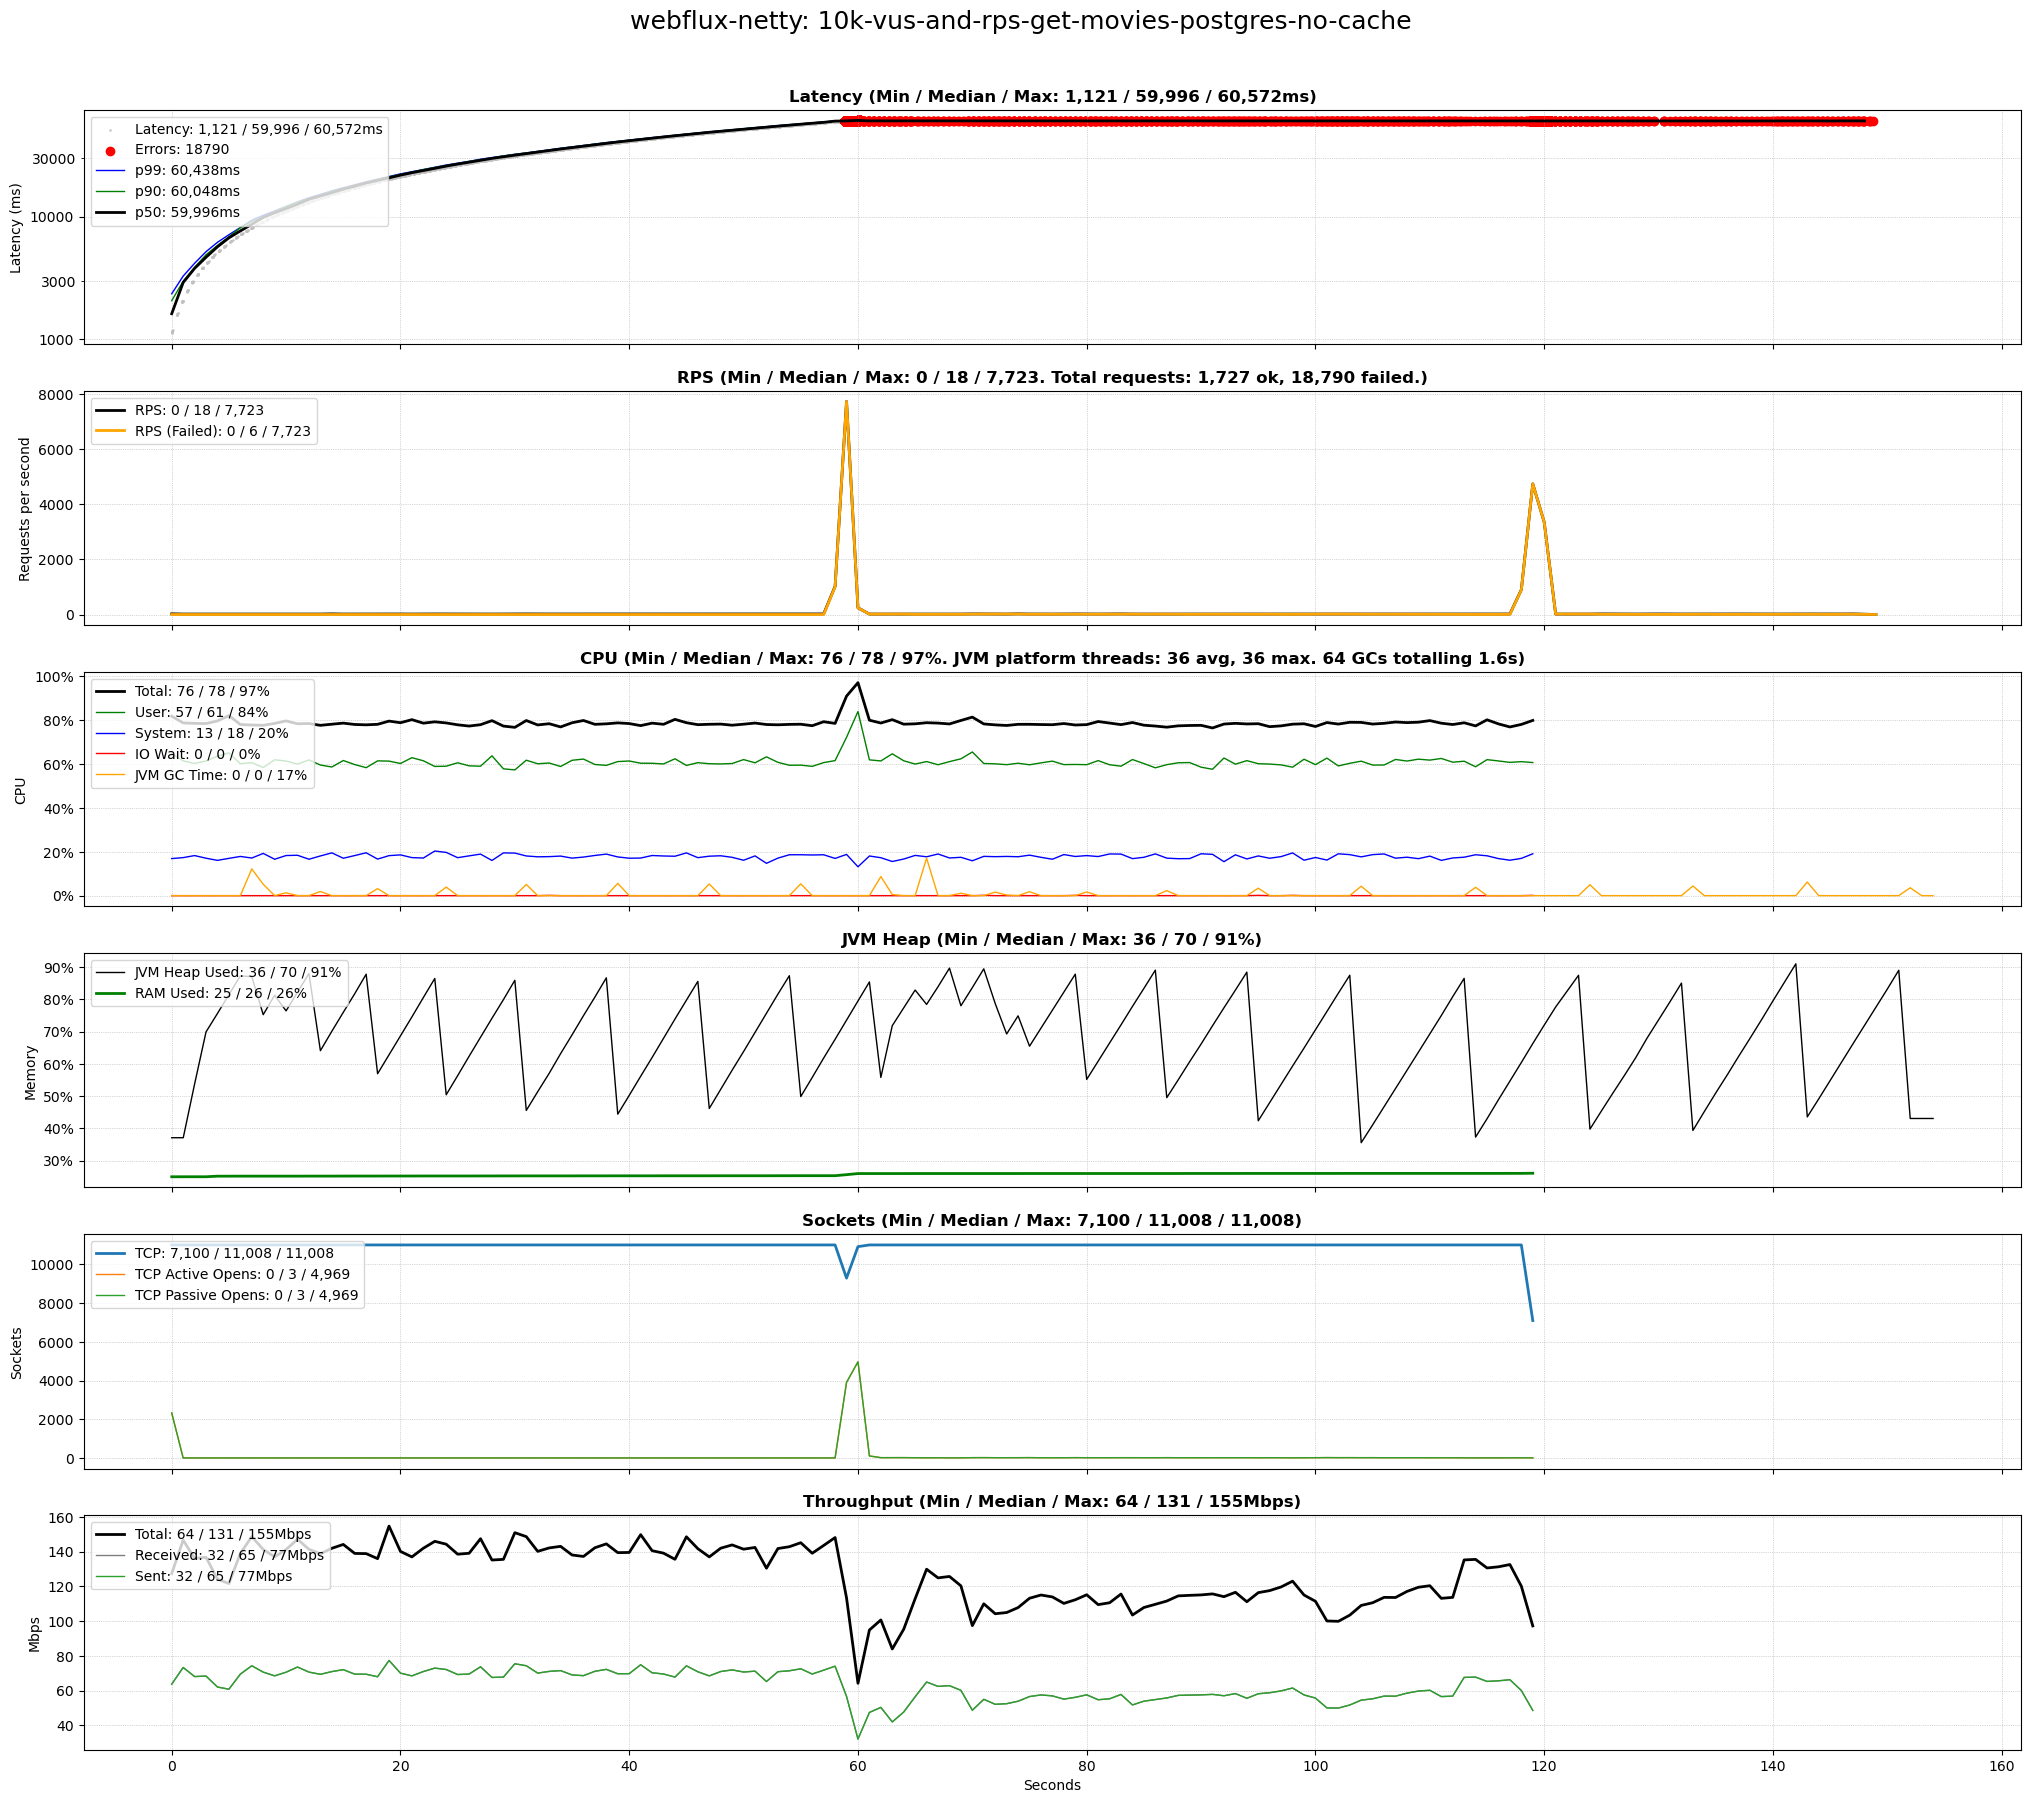 webflux-netty: 10k-vus-and-rps-get-movies-postgres-no-cache
Latency (Min / Median / Max: 1,121 / 59,996 / 60,572ms)
Latency: 1,121 / 59,996 / 60,572ms
Errors: 18790
p99: 60,438ms
p90: 60,048ms
p50: 59,996ms
30000
10000
3000
1000
Latency (ms)
RPS (Min / Median / Max: 0 / 18 / 7,723. Total requests: 1,727 ok, 18,790 failed.)
RPS: 0 / 18 / 7,723
RPS (Failed): 0 / 6 / 7,723
8000
6000
4000
2000
0
Requests per second
CPU (Min / Median / Max: 76 / 78 / 97%. JVM platform threads: 36 avg, 36 max. 64 GCs totalling 1.6s)
Total: 76 / 78 / 97%
User: 57 / 61 / 84%
System: 13 / 18 / 20%
IO Wait: 0 / 0 / 0%
JVM GC Time: 0 / 0 / 17%
100%
80%
60%
40%
20%
0%
CPU
JVM Heap (Min / Median / Max: 36 / 70 / 91%)
JVM Heap Used: 36 / 70 / 91%
RAM Used: 25 / 26 / 26%
90%
80%
70%
60%
50%
40%
30%
Memory
Sockets (Min / Median / Max: 7,100 / 11,008 / 11,008)
TCP: 7,100 / 11,008 / 11,008
TCP Active Opens: 0 / 3 / 4,969
TCP Passive Opens: 0 / 3 / 4,969
10000
8000
6000
4000
2000
0
Sockets
Throughput (Min / Median / Max: 64 / 131 / 155Mbps)
Total: 64 / 131 / 155Mbps
Received: 32 / 65 / 77Mbps
Sent: 32 / 65 / 77Mbps
160
140
120
100
80
60
40
Mbps
0 20 40 60 80 100 120 140 160
Seconds